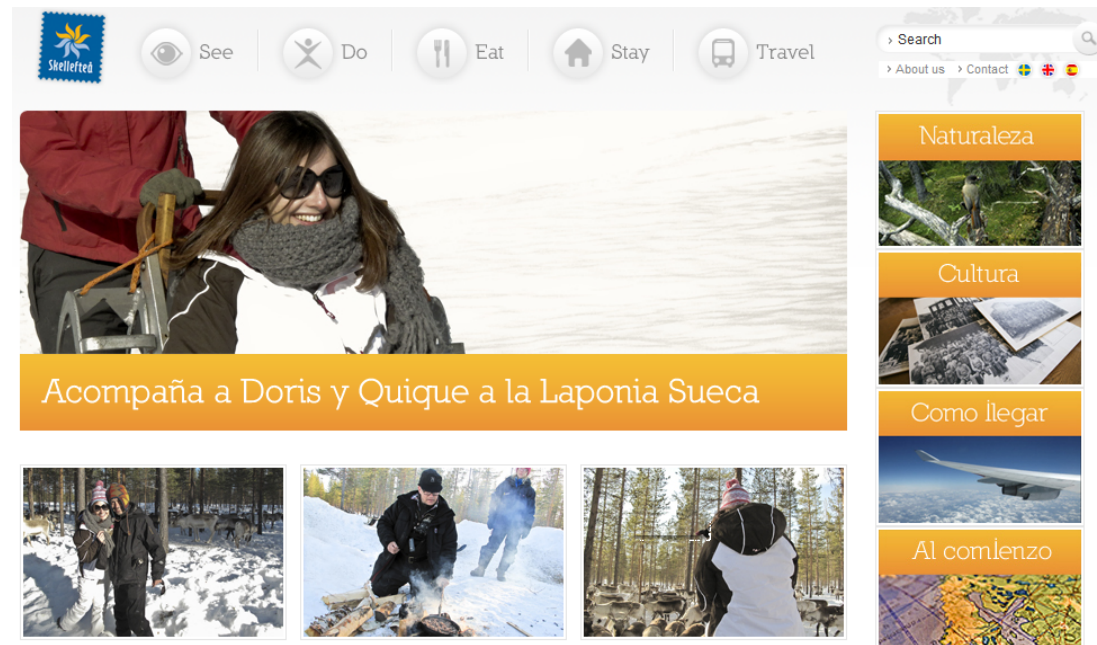 Skellefteå
See
Do
Eat
Stay
Travel
› Search
› About us › Contact
Naturaleza
Cultura
Acompaña a Doris y Quique a la Laponia Sueca
Como llegar
Al comienzo